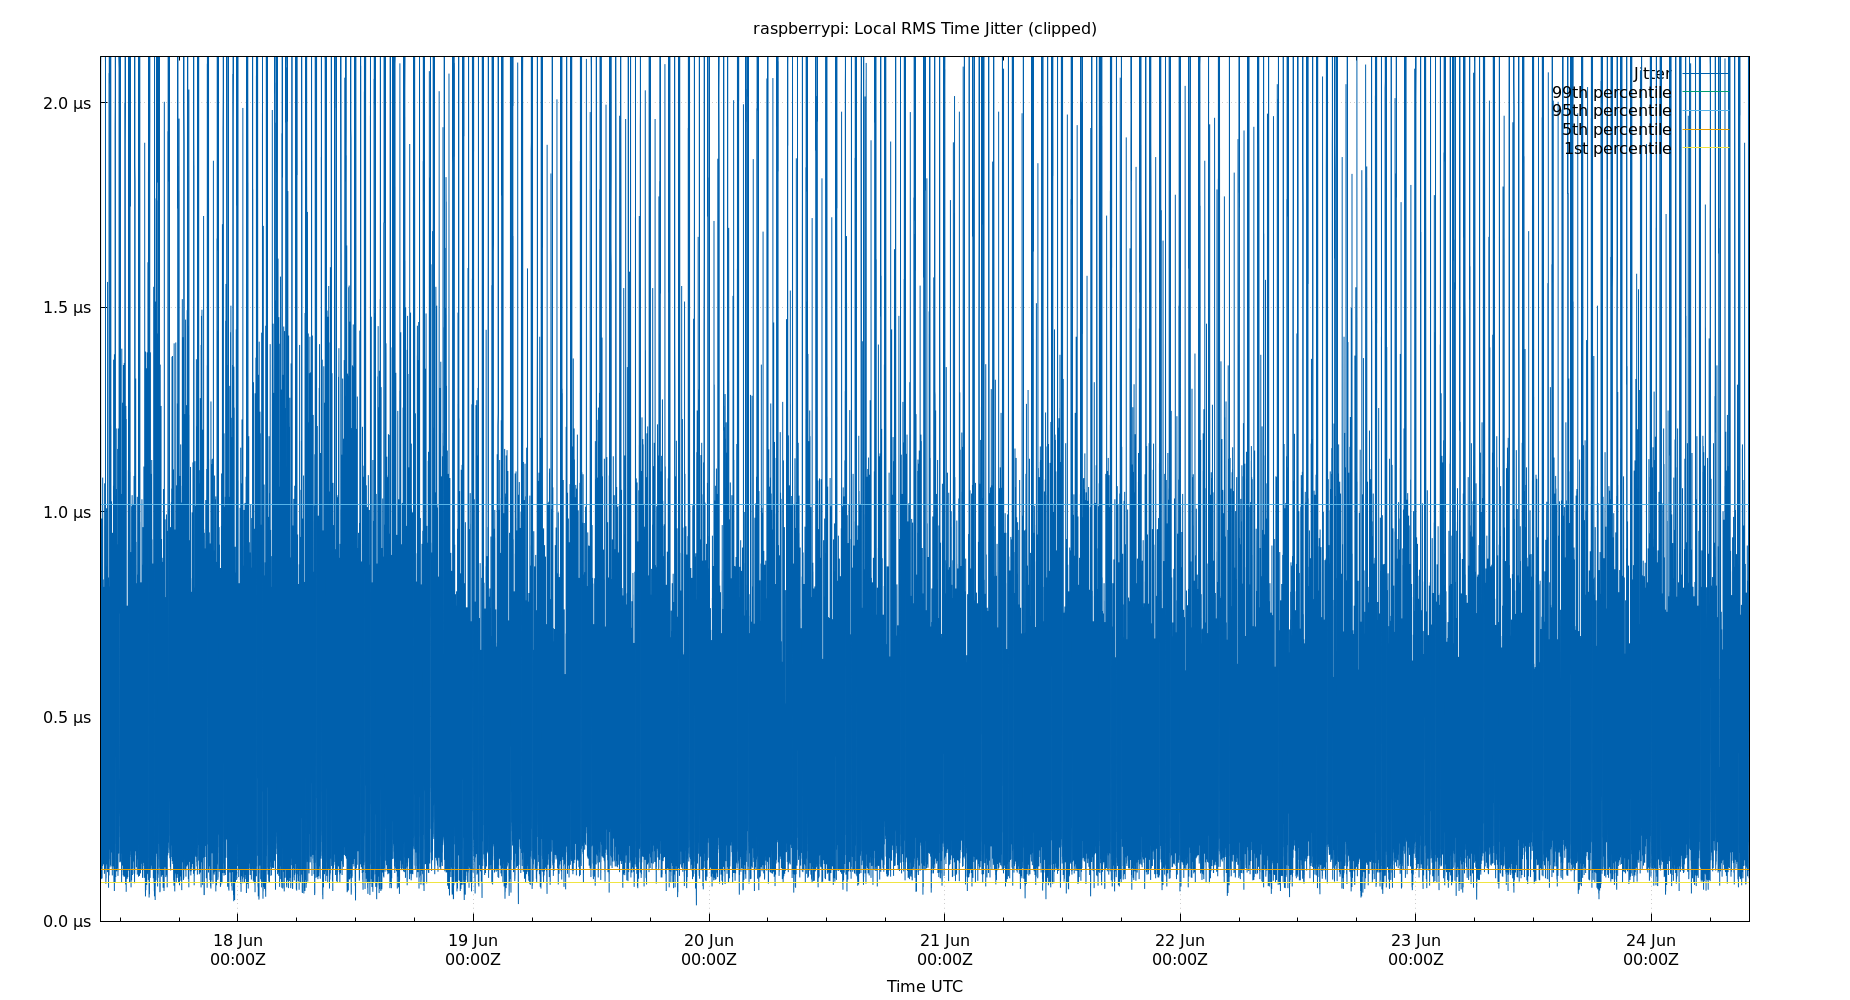 raspberrypi: Local RMS Time Jitter (clipped)
2.0 µs
1.5 µs
1.0 µs
0.5 µs
0.0 µs
Jitter
99th percentile
95th percentile
5th percentile
1st percentile
18 Jun 19 Jun 20 Jun 21 Jun 22 Jun 23 Jun 24 Jun
00:00Z 00:00Z 00:00Z 00:00Z 00:00Z 00:00Z 00:00Z
Time UTC